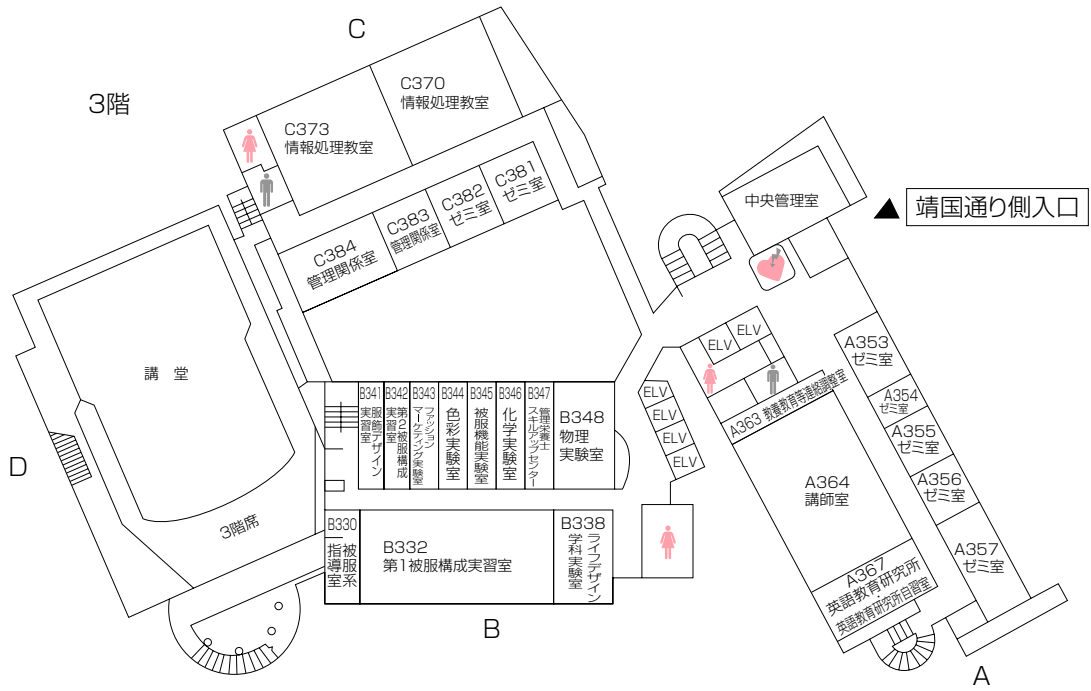 C
3階
C370
情報処理教室
C373
情報処理教室
C381
ゼミ室
C382
ゼミ室
C383
管理関係室
C384
管理関係室
中央管理室
▲ 靖国通り側入口
ELV
ELV
ELV
ELV
ELV
ELV
A353
ゼミ室
A354
ゼミ室
A355
ゼミ室
A356
ゼミ室
A357
ゼミ室
A363 教養教育等連絡調整室
A364
講師室
A367
英語教育研究所
英語教育研究所自習室
講 堂
3階席
D
B341
服飾デザイン
実習室
B342
第2被服構成
実習室
B343
ファッション
マーケティング実験室
B344
色彩実験室
B345
被服機能実験室
B346
化学実験室
B347
管理栄養士
スキルアップセンター
B348
物理
実験室
B330
被服系
指導室
B332
第1被服構成実習室
B338
ライフデザイン
学科実験室
B
A